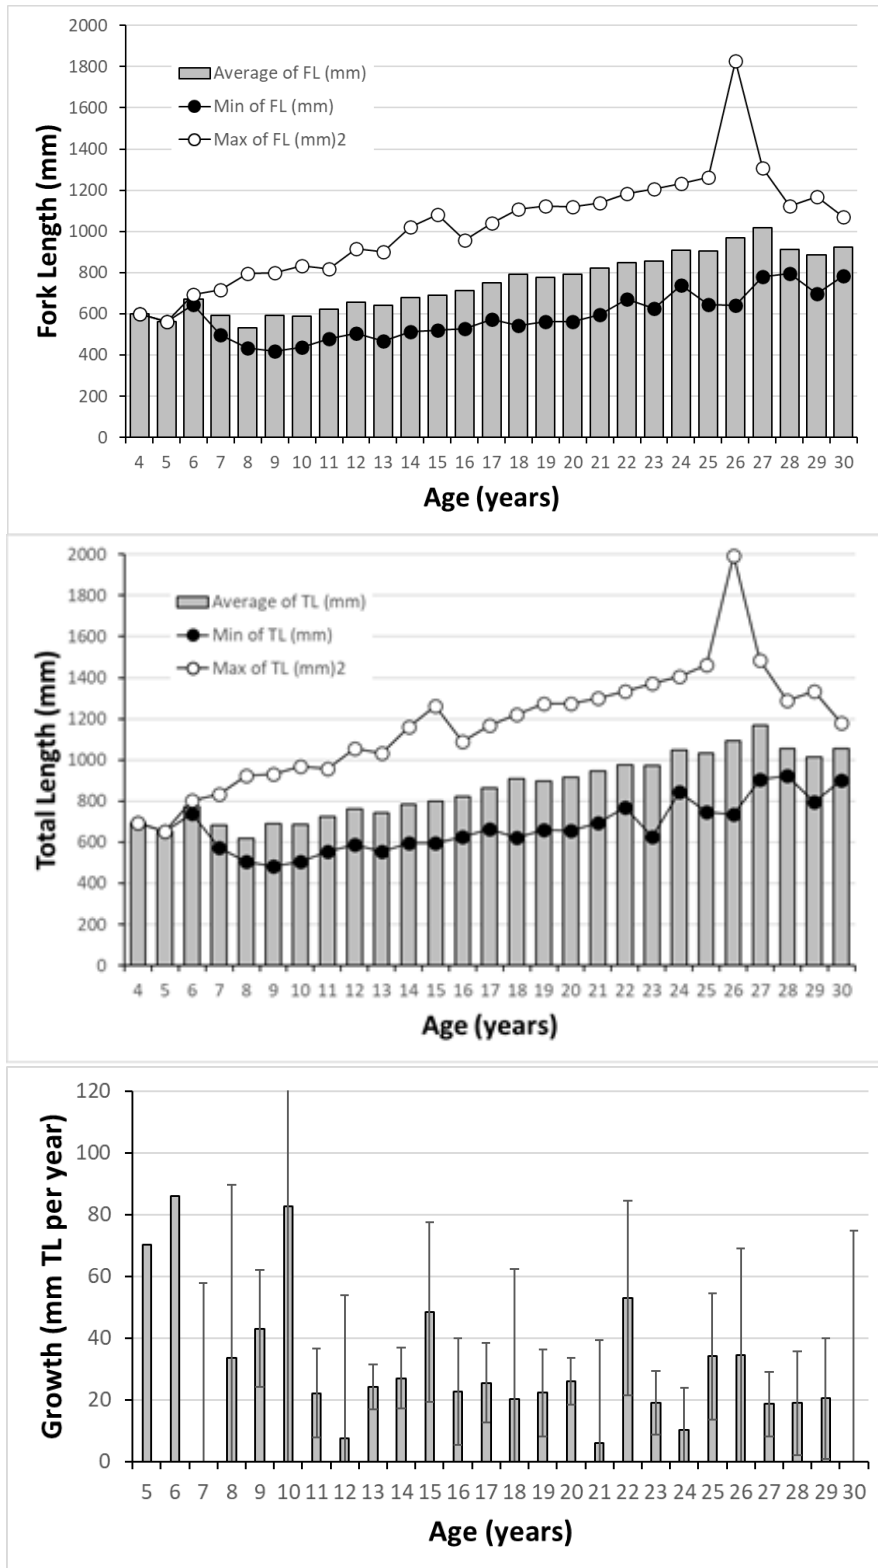 2000
1800
1600
1400
1200
1000
800
600
400
200
0
Fork Length (mm)
Average of FL (mm)
Min of FL (mm)
Max of FL (mm)2
4 5 6 7 8 9 10 11 12 13 14 15 16 17 18 19 20 21 22 23 24 25 26 27 28 29 30
Age (years)
2000
1800
1600
1400
1200
1000
800
600
400
200
0
Total Length (mm)
Average of TL (mm)
Min of TL (mm)
Max of TL (mm)2
4 5 6 7 8 9 10 11 12 13 14 15 16 17 18 19 20 21 22 23 24 25 26 27 28 29 30
Age (years)
120
100
80
60
40
20
0
Growth (mm TL per year)
5 6 7 8 9 10 11 12 13 14 15 16 17 18 19 20 21 22 23 24 25 26 27 28 29 30
Age (years)